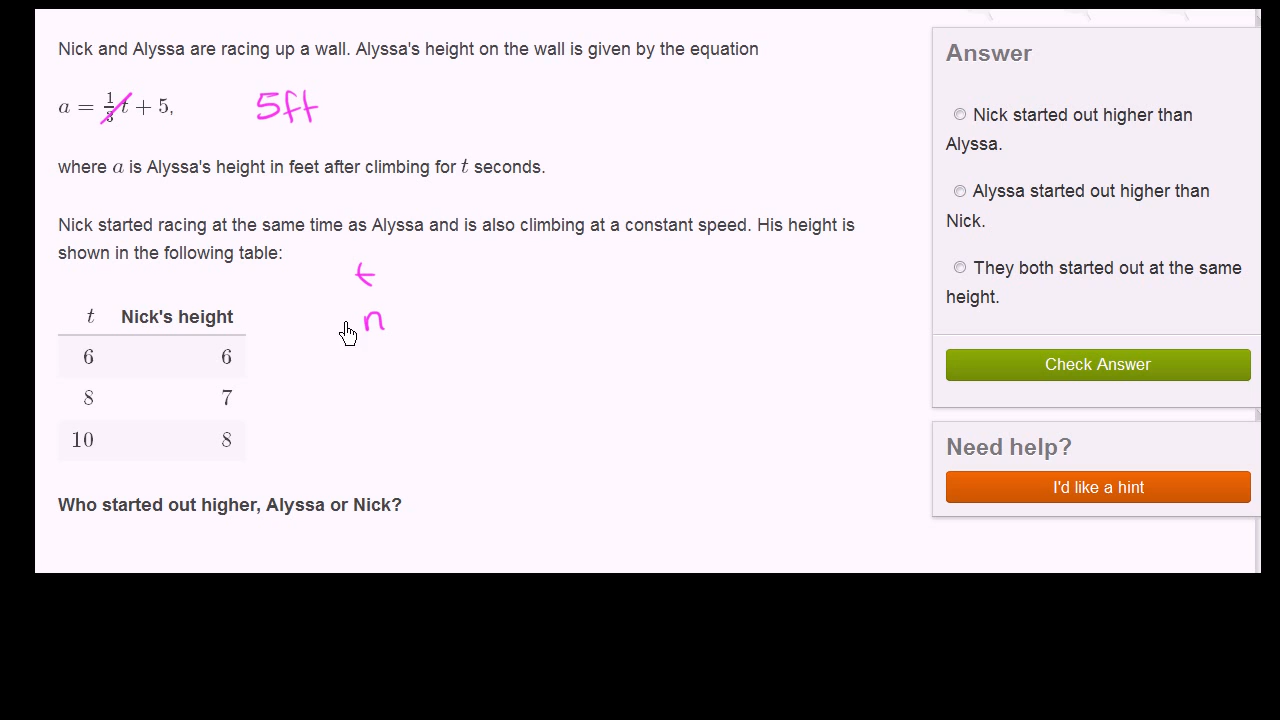 Nick and Alyssa are racing up a wall. Alyssa's height on the wall is given by the equation
a = 1/3 t + 5,
5ft
where a is Alyssa's height in feet after climbing for t seconds.
Nick started racing at the same time as Alyssa and is also climbing at a constant speed. His height is
shown in the following table:
t
n
t Nick's height
6 6
8 7
10 8
Who started out higher, Alyssa or Nick?
Answer
Nick started out higher than
Alyssa.
Alyssa started out higher than
Nick.
They both started out at the same
height.
Check Answer
Need help?
I'd like a hint